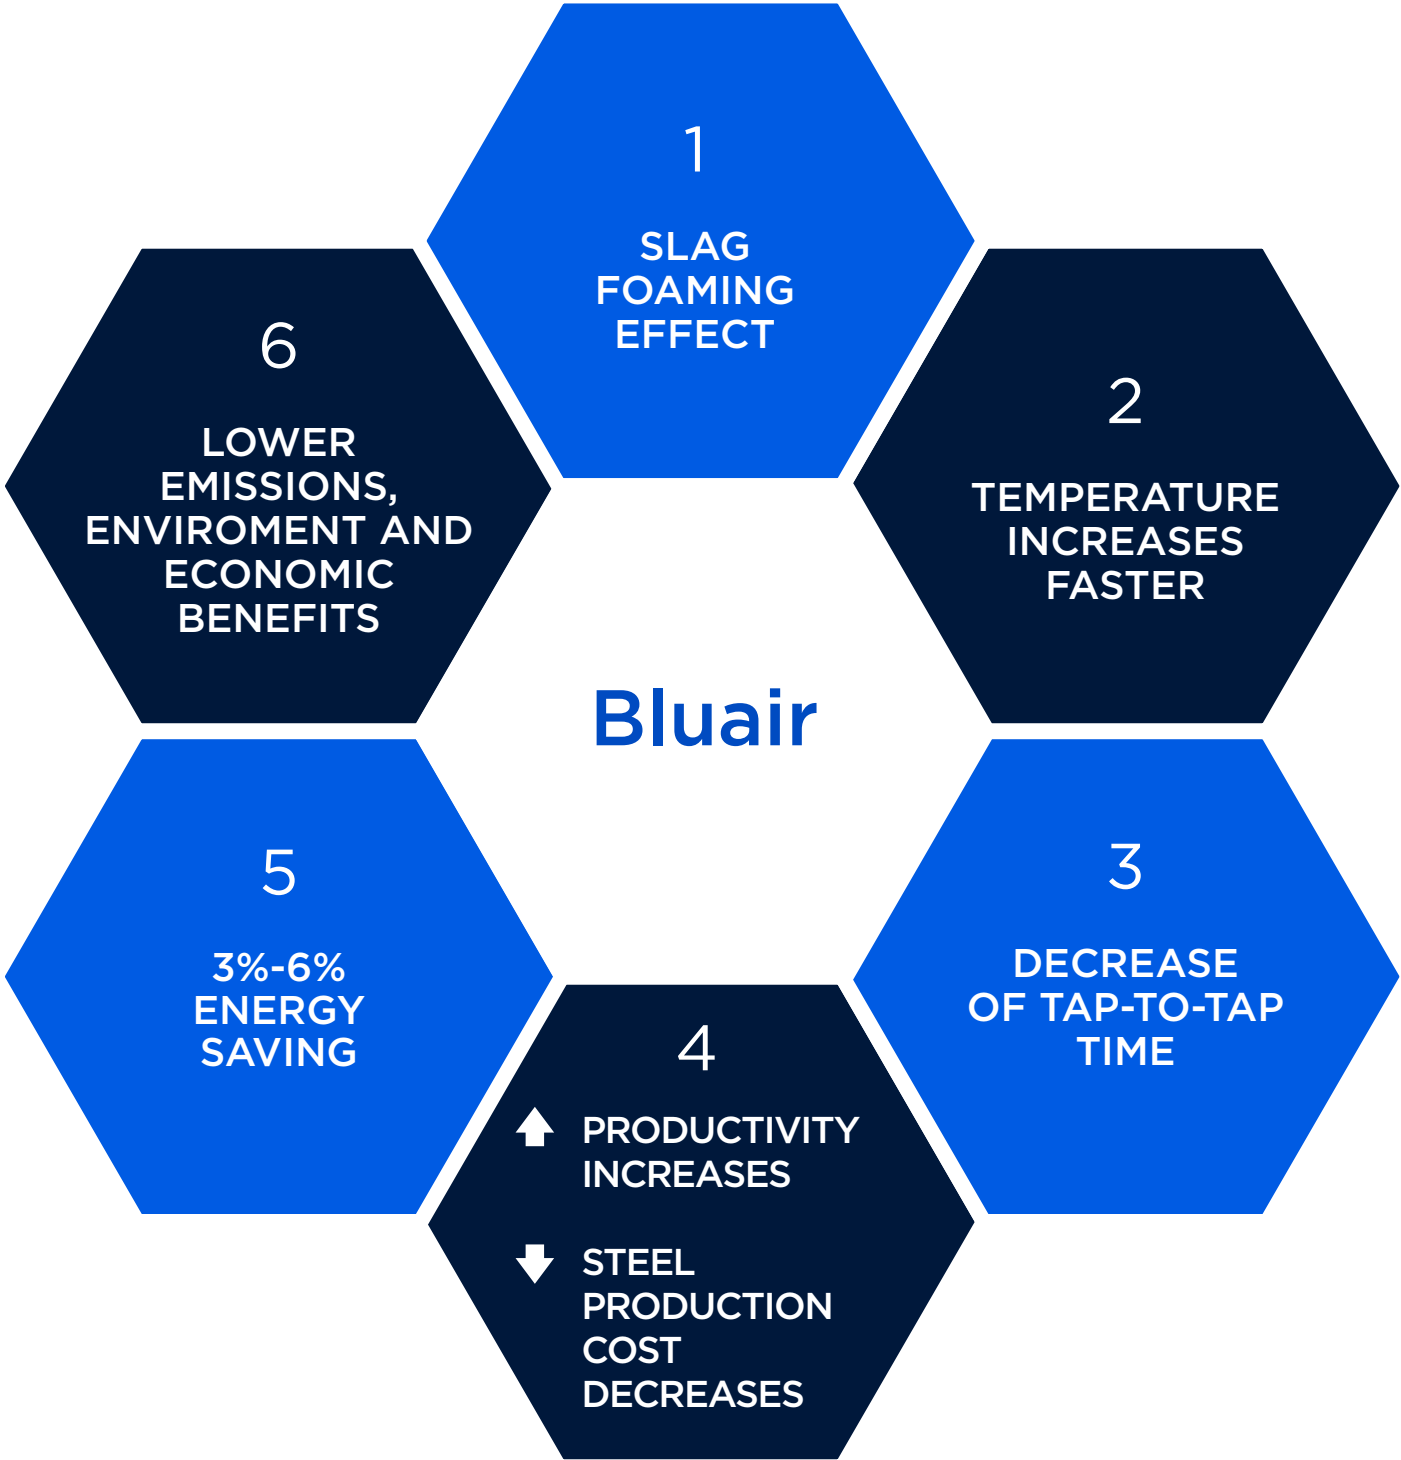 1
SLAG
FOAMING
EFFECT
2
TEMPERATURE
INCREASES
FASTER
3
DECREASE
OF TAP-TO-TAP
TIME
4
PRODUCTIVITY
INCREASES
STEEL
PRODUCTION
COST
DECREASES
5
3%-6%
ENERGY
SAVING
6
LOWER
EMISSIONS,
ENVIROMENT AND
ECONOMIC
BENEFITS
Bluair